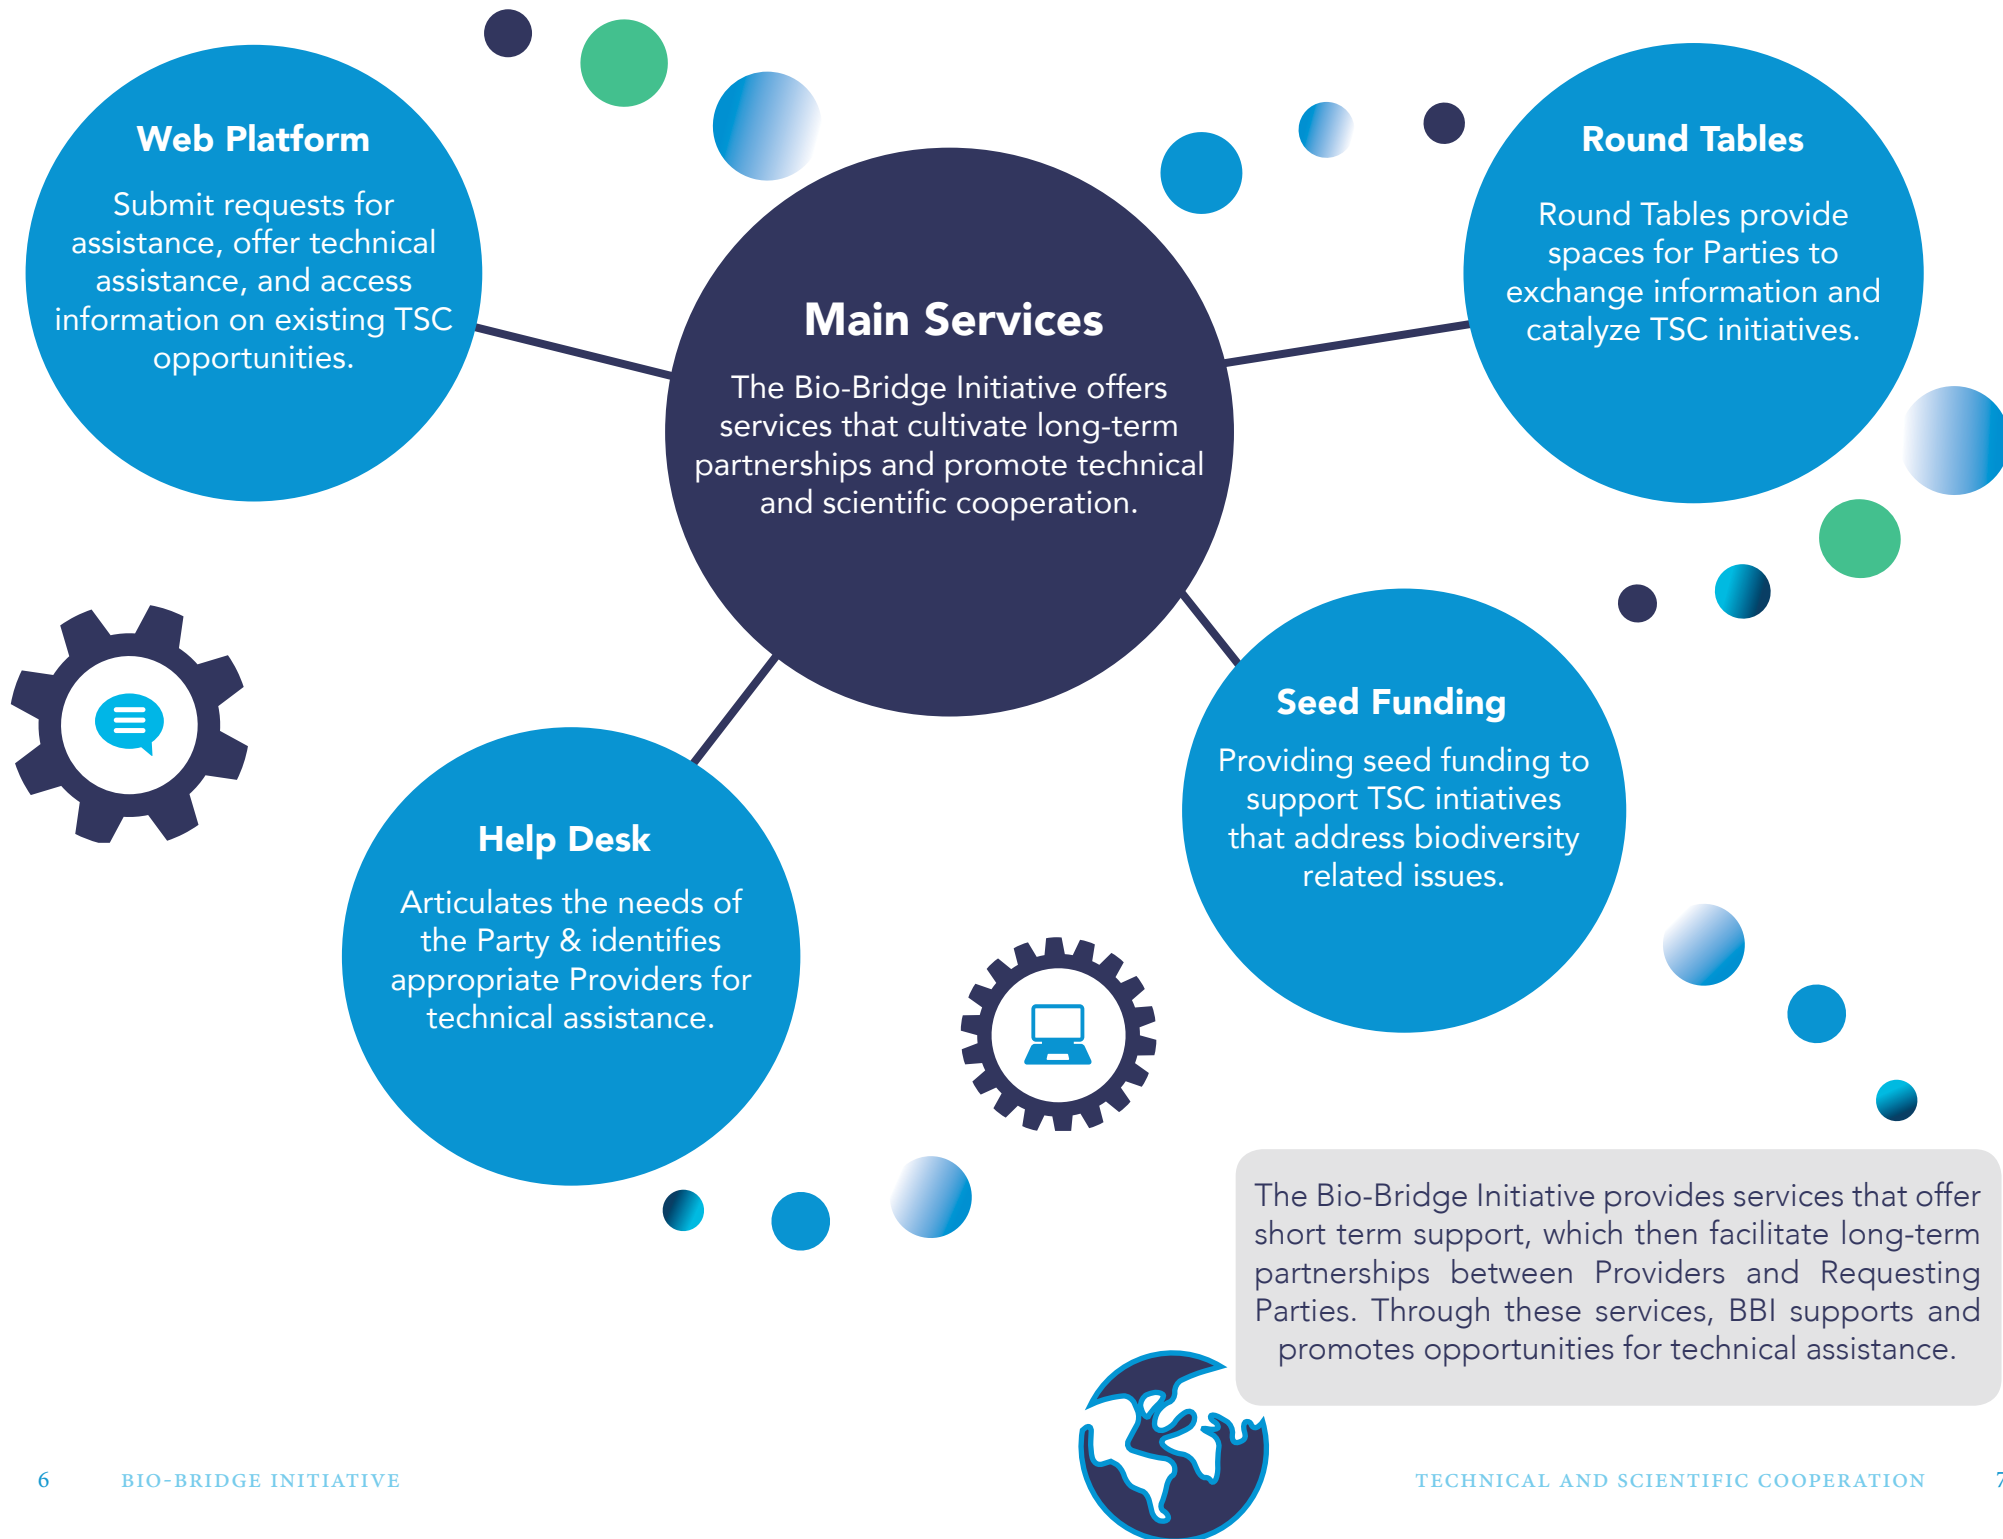 Web Platform
Submit requests for
assistance, offer technical
assistance, and access
information on existing TSC
opportunities.
Main Services
The Bio-Bridge Initiative offers
services that cultivate long-term
partnerships and promote technical
and scientific cooperation.
Round Tables
Round Tables provide
spaces for Parties to
exchange information and
catalyze TSC initiatives.
Help Desk
Articulates the needs of
the Party & identifies
appropriate Providers for
technical assistance.
Seed Funding
Providing seed funding to
support TSC intiatives
that address biodiversity
related issues.
The Bio-Bridge Initiative provides services that offer
short term support, which then facilitate long-term
partnerships between Providers and Requesting
Parties. Through these services, BBI supports and
promotes opportunities for technical assistance.
6 BIO-BRIDGE INITIATIVE
TECHNICAL AND SCIENTIFIC COOPERATION 7